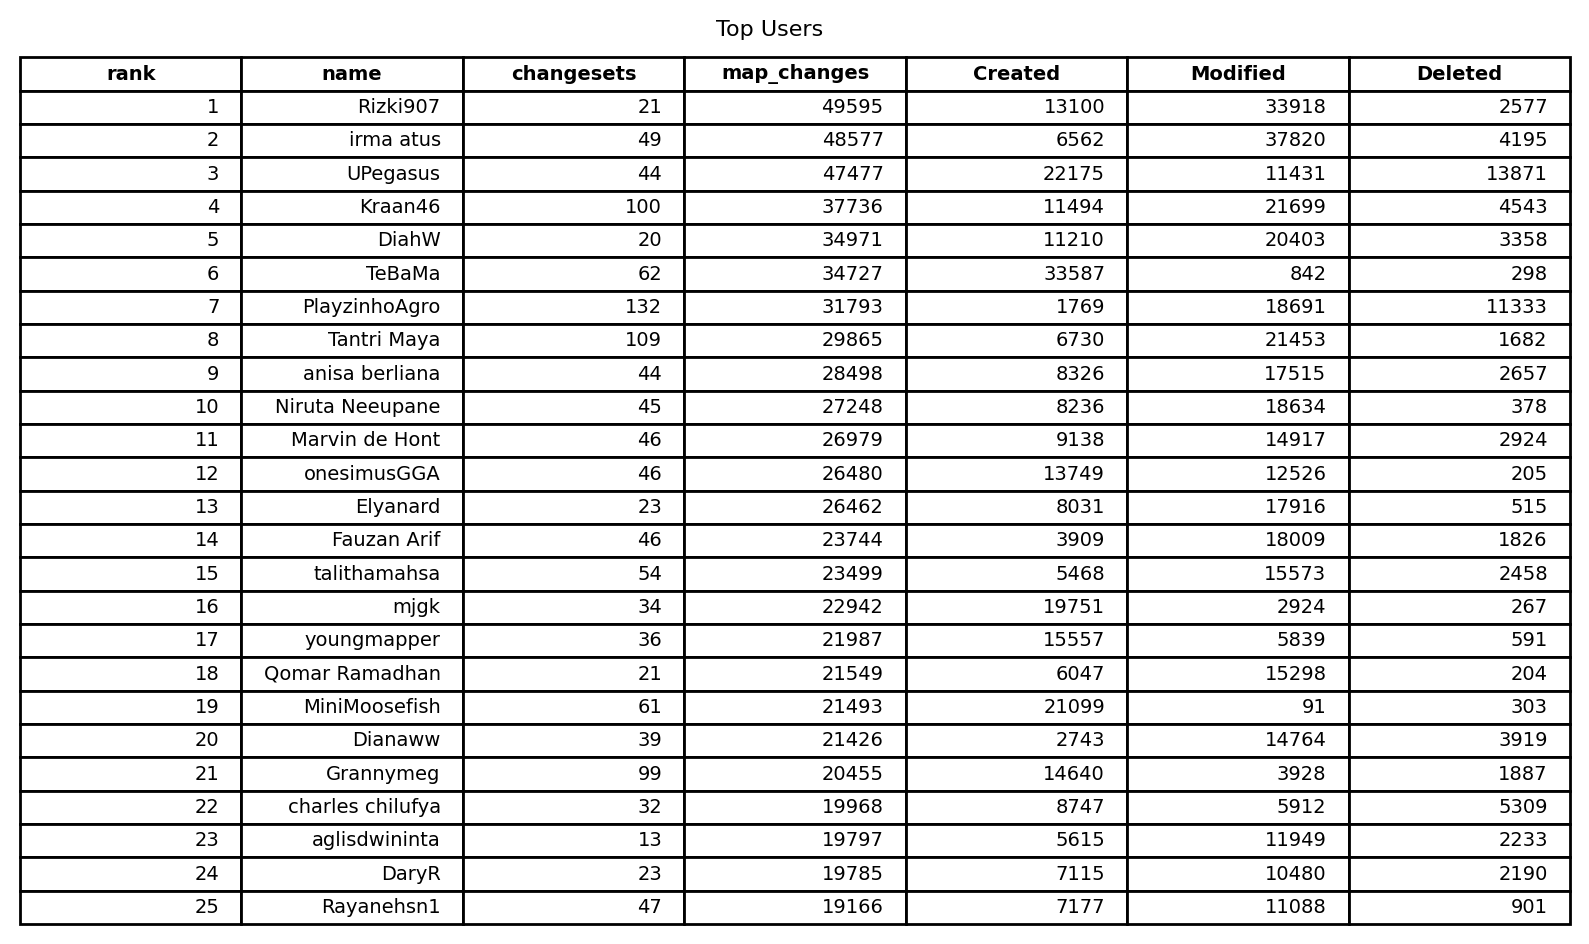 Top Users
rank name changesets map_changes Created Modified Deleted
1 Rizki907 21 49595 13100 33918 2577
2 irma atus 49 48577 6562 37820 4195
3 UPegasus 44 47477 22175 11431 13871
4 Kraan46 100 37736 11494 21699 4543
5 DiahW 20 34971 11210 20403 3358
6 TeBaMa 62 34727 33587 842 298
7 PlayzinhoAgro 132 31793 1769 18691 11333
8 Tantri Maya 109 29865 6730 21453 1682
9 anisa berliana 44 28498 8326 17515 2657
10 Niruta Neeupane 45 27248 8236 18634 378
11 Marvin de Hont 46 26979 9138 14917 2924
12 onesimusGGA 46 26480 13749 12526 205
13 Elyanard 23 26462 8031 17916 515
14 Fauzan Arif 46 23744 3909 18009 1826
15 talithamahsa 54 23499 5468 15573 2458
16 mjgk 34 22942 19751 2924 267
17 youngmapper 36 21987 15557 5839 591
18 Qomar Ramadhan 21 21549 6047 15298 204
19 MiniMoosefish 61 21493 21099 91 303
20 Dianaww 39 21426 2743 14764 3919
21 Grannymeg 99 20455 14640 3928 1887
22 charles chilufya 32 19968 8747 5912 5309
23 aglisdwininta 13 19797 5615 11949 2233
24 DaryR 23 19785 7115 10480 2190
25 Rayanehsn1 47 19166 7177 11088 901